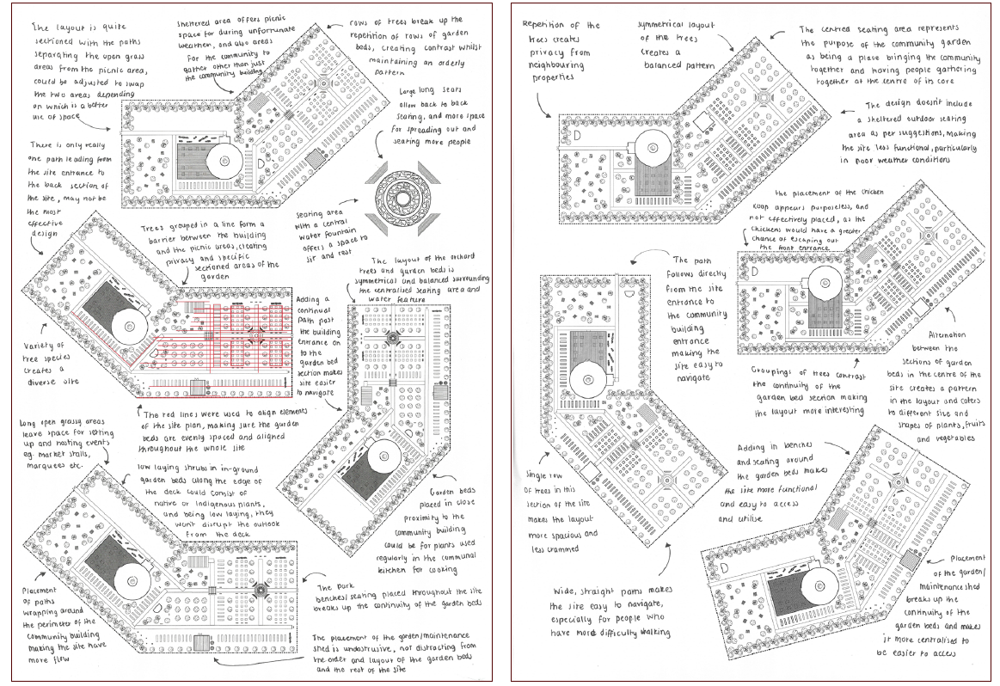 The layout is quite
sectioned with the paths
separating the open grass
areas from the picnic area,
could be adjusted to swap
the two areas depending
on which is a better
use of space
Sheltered area offers picnic
space for during unfortunate
weather, and also areas
for the community to
gather other than just
the community building
rows of trees break up the
repetition of rows of garden
beds, creating contrast whilst
maintaining an orderly
pattern
Large long seats
allow back to back
seating, and more space
for spreading out and
seating more people
There is only really
one path leading from
the site entrance to
the back section of
the site, may not be
the most
effective
design
Trees grouped in a line form a
barrier between the building
and the picnic areas, creating
privacy and specific
sectioned areas of the
garden
Seating area
with a central
water fountain
offers a space to
sit and rest
The layout of the orchard
trees and garden beds is
symmetrical and balanced surrounding
the centralised seating area and
water feature
Adding a
continual
path past
the building
entrance on
to the
garden bed
section makes
site easier
to navigate
Variety of
tree species
creates a
diverse site
The red lines were used to align elements
of the site plan, making sure the garden
beds are evenly spaced and aligned
throughout the whole site
Long open grassy areas
leave space for setting
up and hosting events
eg. market stalls,
marquees etc.
low laying shrubs in in-ground
garden beds along the edge of
the deck could consist of
native or indigenous plants,
and being low laying, they
won't disrupt the outlook
from the deck
Garden beds
placed in close
proximity to the
community building
could be for plants used
regularly in the communal
kitchen for cooking
Placement
of paths
wrapping around
the perimeter of the
community building
making the site have
more flow
The park
benches/seating placed throughout the site
breaks up the continuity of the garden beds
The placement of the garden/maintenance
shed is unobstrusive, not distracting from
the order and layout of the garden beds
and the rest of the site
Repetition of the
trees creates
privacy from
neighbouring
properties
symmetrical layout
of the trees
creates a
balanced pattern
The centred seating area represents
the purpose of the community garden
as being a place bringing the community
together and having people gathering
together at the centre of its core
The design doesn't include
a sheltered outdoor seating
area as per suggestions, making
the site less functional, particularly
in poor weather conditions
the placement of the chicken
coop appears purposeless, and
not effectively placed, as the
chickens would have a greater
chance of escaping out
the front entrance
The path
follows directly
from the site
entrance to
the community
building
entrance
making the
site easy to
navigate
Alternation
between the
sections of garden
beds in the centre of the
site creates a pattern
in the layout and caters
to different size and
shapes of plants, fruits
and vegetables
Groupings of trees contrast
the continuity of the
garden bed section making
the layout more interesting
Adding in benches
and seating around
the garden beds makes
the site more functional
and easy to access
and utilise
Single row
of trees in this
section of the site
makes the layout
more spacious and
less crammed
Wide, straight paths makes
the site easy to navigate,
especially for people who
have more difficulty walking
Placement
of the garden/
maintenance shed
breaks up the
continuity of the
garden beds and makes
it more centralised to
be easier to access